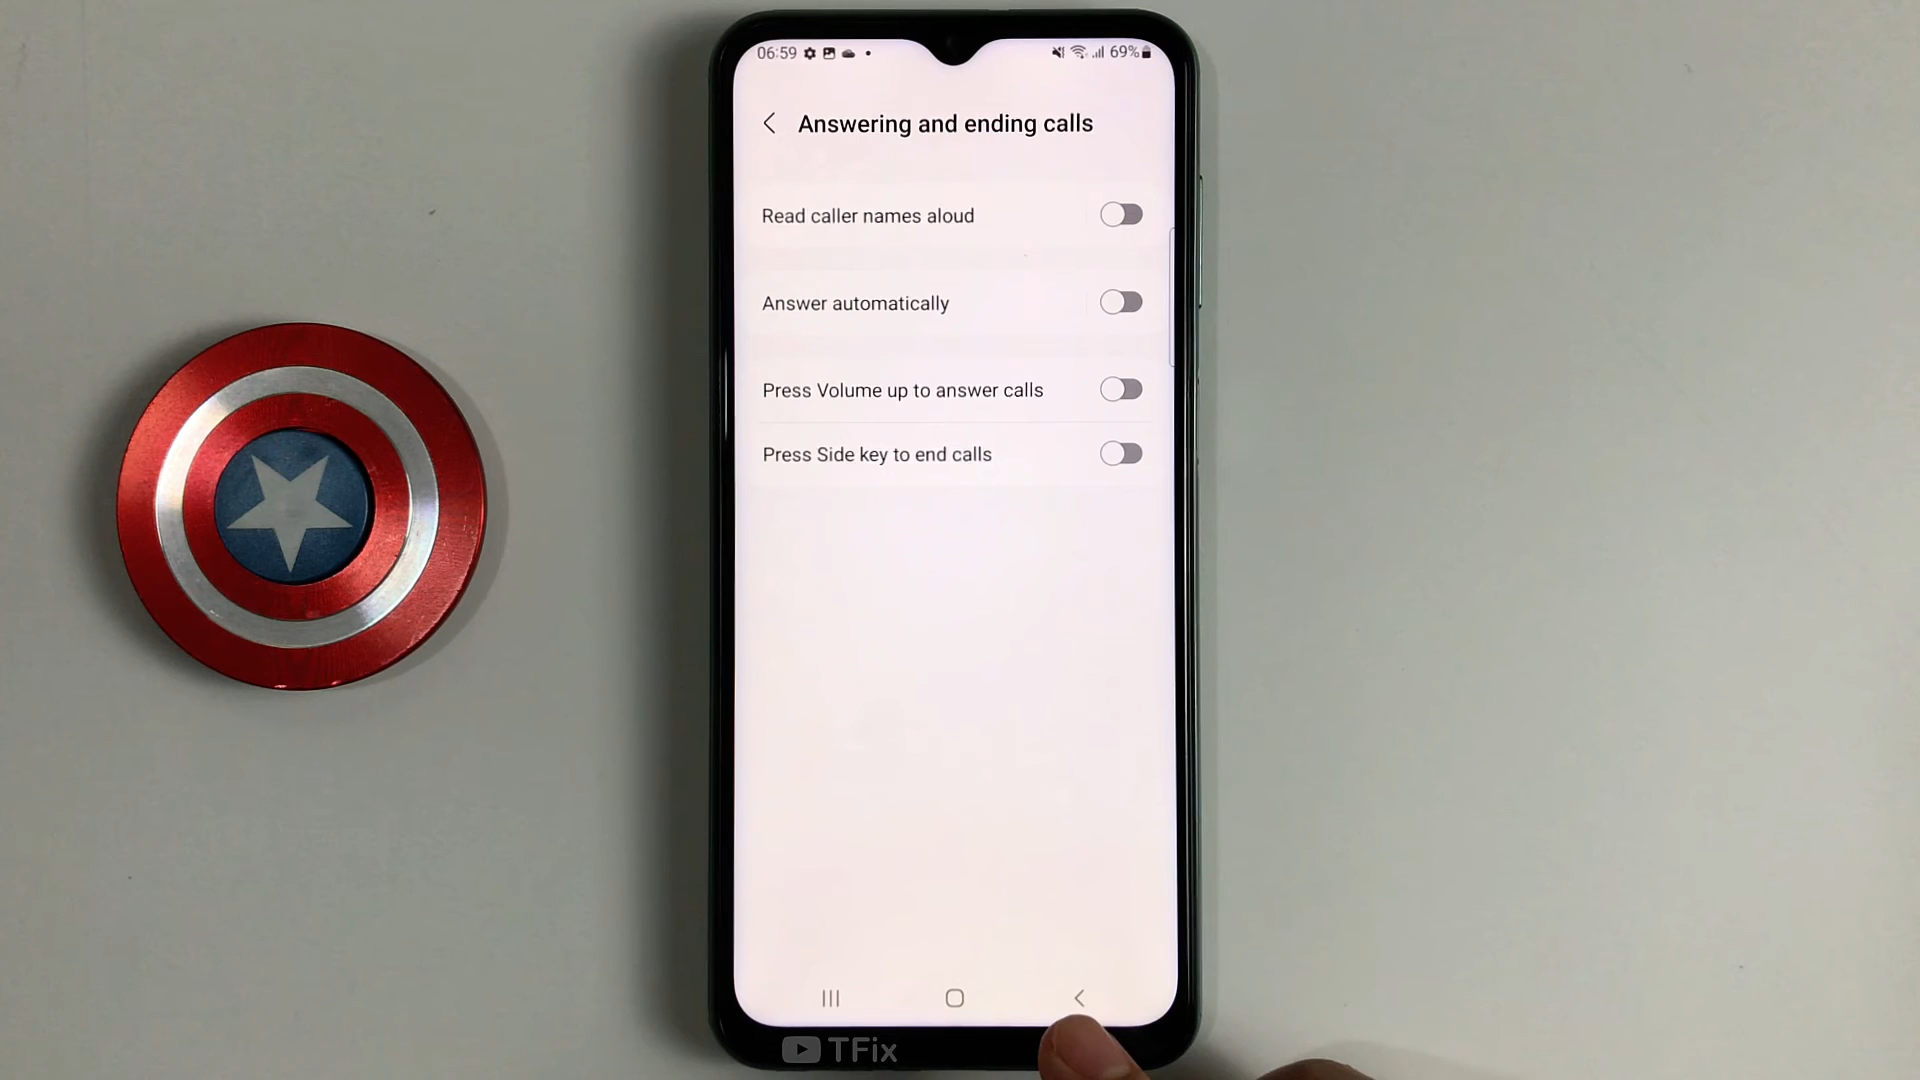 06:59 69%
Answering and ending calls
Read caller names aloud
Answer automatically
Press Volume up to answer calls
Press Side key to end calls
TFix